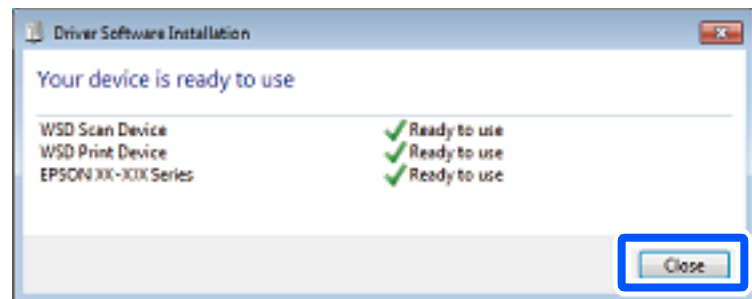 Driver Software Installation
Your device is ready to use
WSD Scan Device Ready to use
WSD Print Device Ready to use
EPSON XX-XXX Series Ready to use
Close